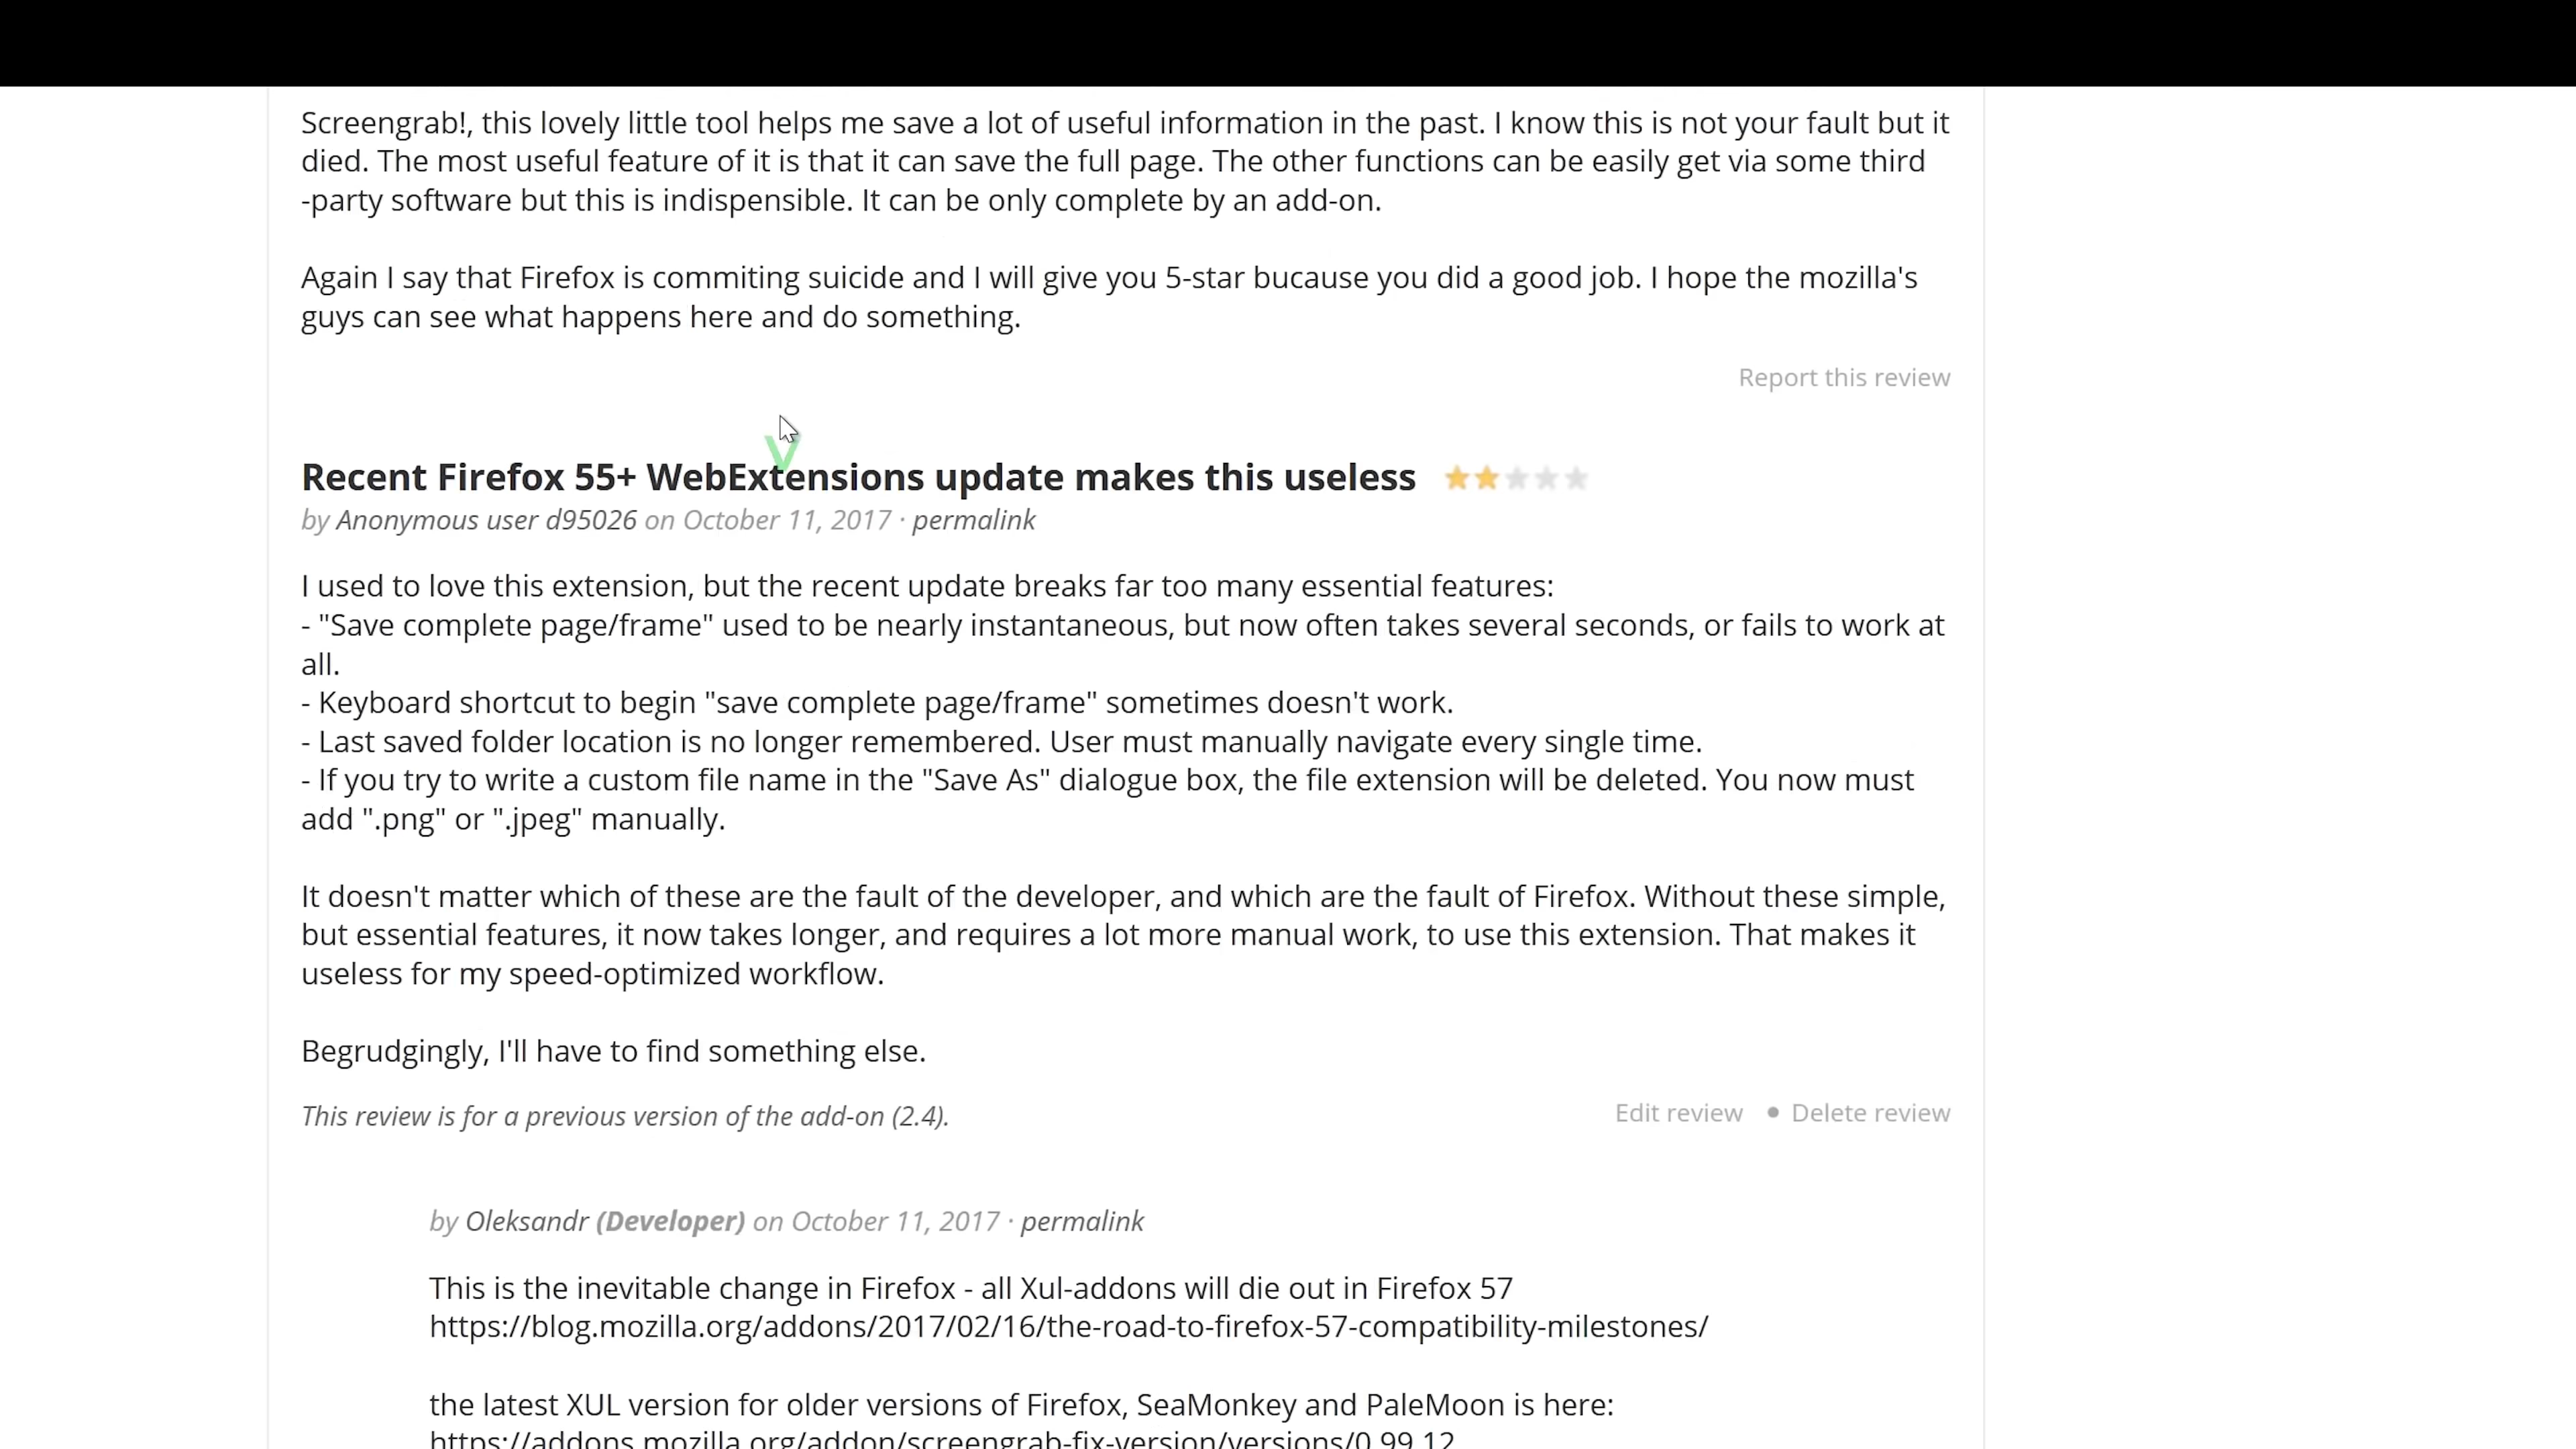 Screengrab!, this lovely little tool helps me save a lot of useful information in the past. I know this is not your fault but it
died. The most useful feature of it is that it can save the full page. The other functions can be easily get via some third
-party software but this is indispensible. It can be only complete by an add-on.
Again I say that Firefox is commiting suicide and I will give you 5-star bucause you did a good job. I hope the mozilla's
guys can see what happens here and do something.
Report this review
Recent Firefox 55+ WebExtensions update makes this useless
by Anonymous user d95026 on October 11, 2017 · permalink
I used to love this extension, but the recent update breaks far too many essential features:
- "Save complete page/frame" used to be nearly instantaneous, but now often takes several seconds, or fails to work at
all.
- Keyboard shortcut to begin "save complete page/frame" sometimes doesn't work.
- Last saved folder location is no longer remembered. User must manually navigate every single time.
- If you try to write a custom file name in the "Save As" dialogue box, the file extension will be deleted. You now must
add ".png" or ".jpeg" manually.
It doesn't matter which of these are the fault of the developer, and which are the fault of Firefox. Without these simple,
but essential features, it now takes longer, and requires a lot more manual work, to use this extension. That makes it
useless for my speed-optimized workflow.
Begrudgingly, I'll have to find something else.
This review is for a previous version of the add-on (2.4).
Edit review • Delete review
by Oleksandr (Developer) on October 11, 2017 · permalink
This is the inevitable change in Firefox - all Xul-addons will die out in Firefox 57
https://blog.mozilla.org/addons/2017/02/16/the-road-to-firefox-57-compatibility-milestones/
the latest XUL version for older versions of Firefox, SeaMonkey and PaleMoon is here:
https://addons.mozilla.org/addon/screengrab-fix-version/versions/0.99.12